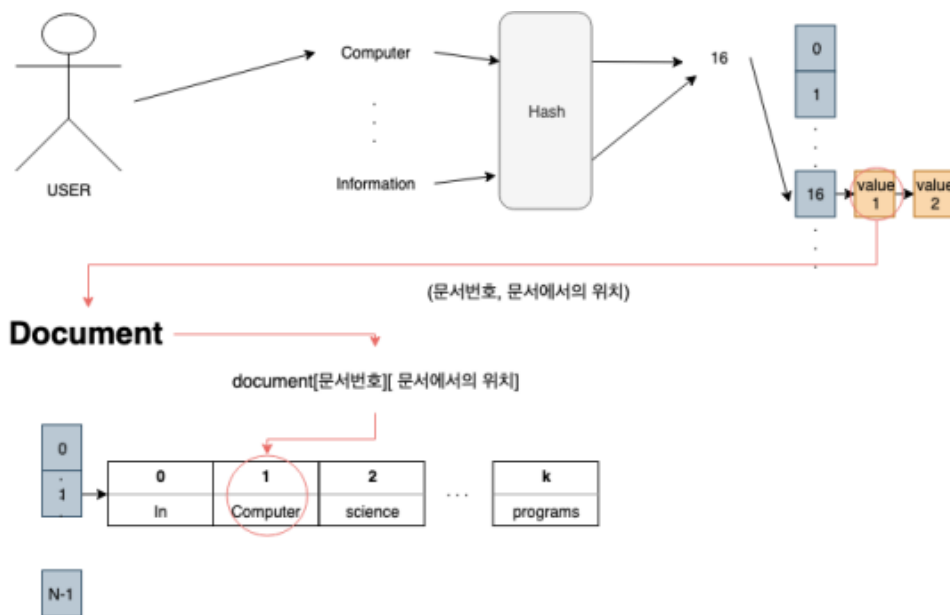 Computer
Information
USER
Hash
16
0
1
16
value
1
value
2
(문서번호, 문서에서의 위치)
Document
document[문서번호][ 문서에서의 위치]
0
1
N-1
0
1
2
k
In
Computer
science
programs